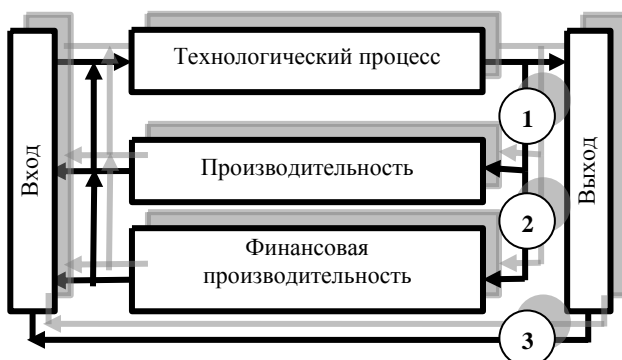 Технологический процесс
1
Вход
Производительность
Выход
2
Финансовая
производительность
3